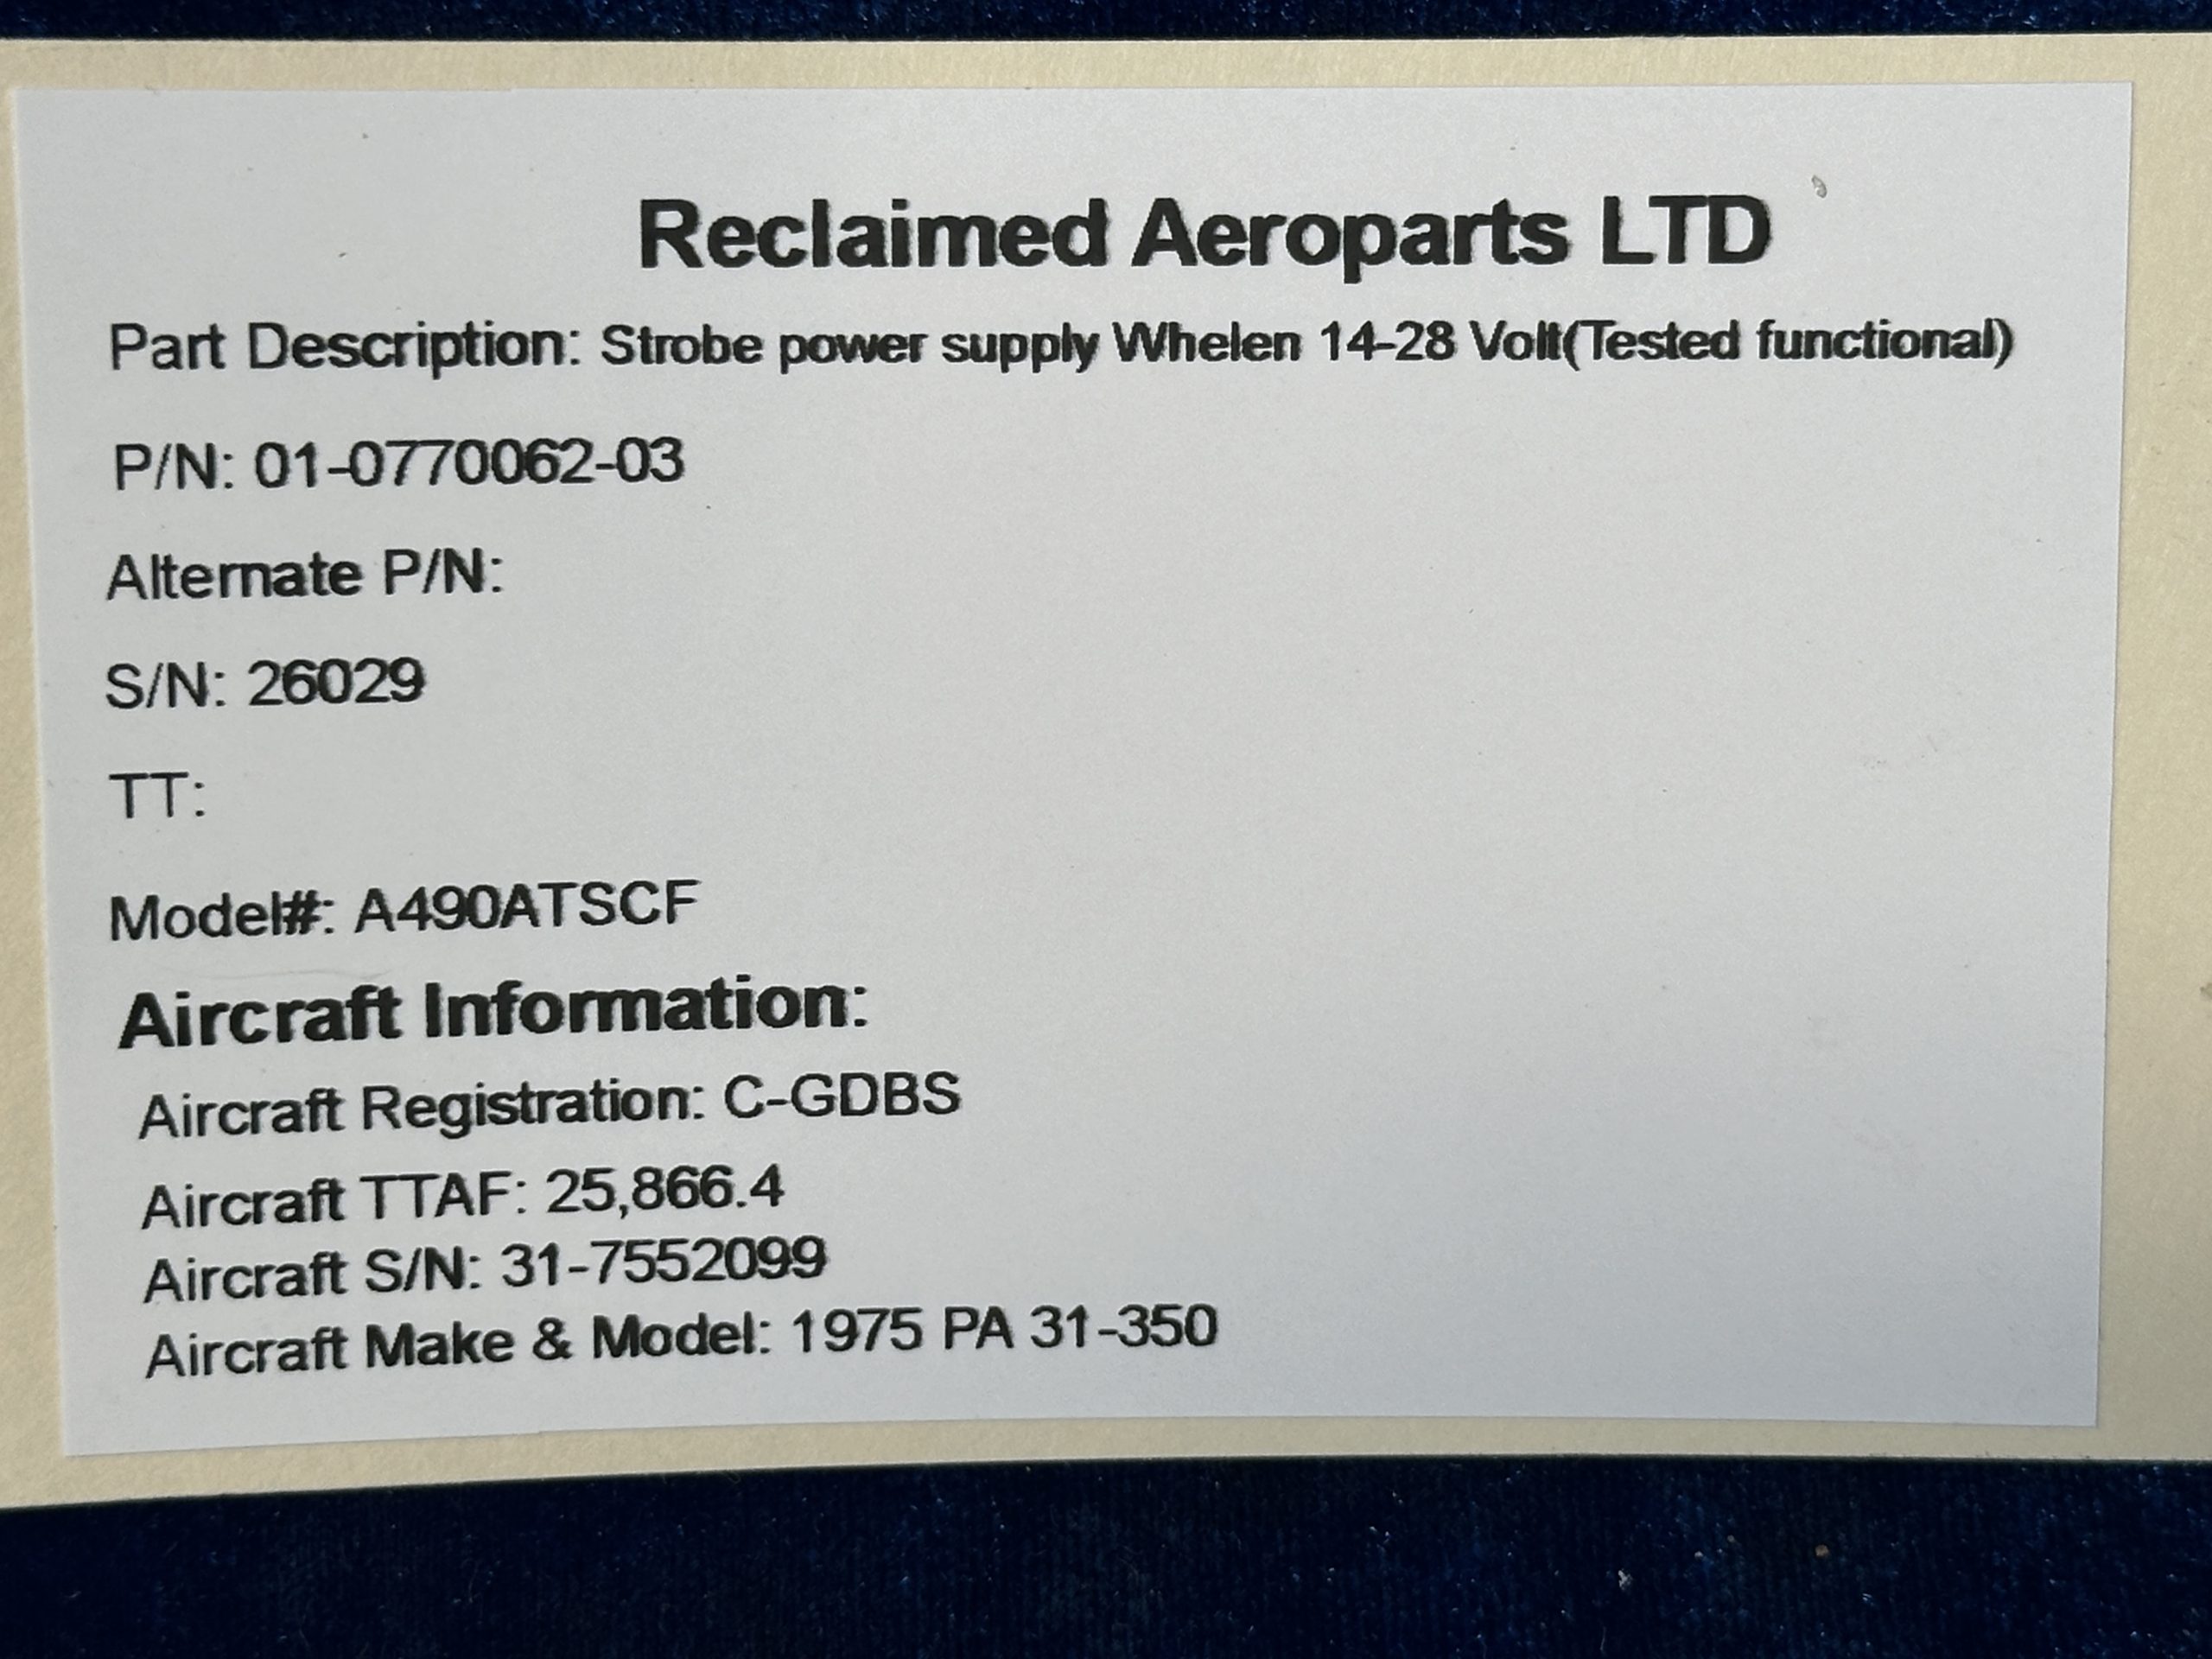 Reclaimed Aeroparts LTD
Part Description: Strobe power supply Whelen 14-28 Volt(Tested functional)
P/N: 01-0770062-03
Alternate P/N:
S/N: 26029
TT:
Model#: A490ATSCF
Aircraft Information:
Aircraft Registration: C-GDBS
Aircraft TTAF: 25,866.4
Aircraft S/N: 31-7552099
Aircraft Make & Model: 1975 PA 31-350